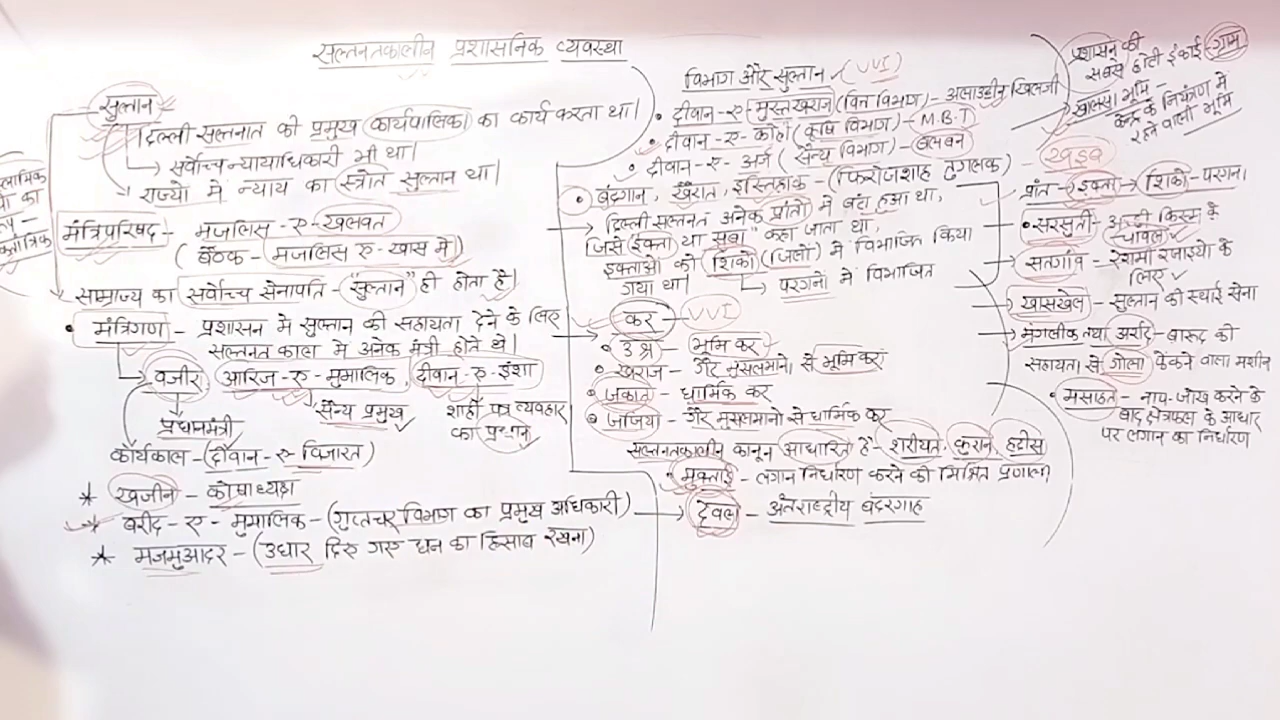 सल्तनतकालीन प्रशासनिक व्यवस्था
सुल्तान
दिल्ली सल्तनात की प्रमुख कार्यपालिका का कार्य करता था।
सर्वोच्च न्यायाधिकारी भी था।
राज्यो में न्याय का स्त्रोत सुल्तान था।
मंत्रिपरिषद - मजलिस-ए-खलवत
(बैठक - मजालिस ए-खास में)
साम्राज्य का सर्वोच्च सेनापति - "सुल्तान" ही होता है।
मंत्रिगण - प्रशासन मे सुल्तान की सहायता देने के लिए
सल्तनत काल मे अनेक मंत्री होते थे।
वजीर, आरिज-ए-मुमालिक, दीवान-ए-इंशा
प्रधानमंत्री
सैन्य प्रमुख
शाही पत्र व्यवहार
का प्रधान
कार्यकाल - (दीवान-ए-विजारत)
खजीन - कोषाध्यक्ष
बरीद-ए-मुमालिक - (गुप्तचर विभाग का प्रमुख अधिकारी)
मजमुआदर - (उधार दिए गए धन का हिसाब रखना)
विभाग और सुल्तान (VVI)
दीवान-ए-मुस्तखराज (वित्त विभाग) - अलाउद्दीन खिलजी
दीवान-ए-कोही (कृषि विभाग) - M.B.T
दीवान-ए-अर्ज (सैन्य विभाग) - बलबन
बंदगान, खैरात, इस्तिहाक - (फिरोजशाह तुगलक)
दिल्ली सल्तनत अनेक प्रांतो में बंटा हुआ था,
जिसे "इक्ता" या "सूबा" कहा जाता था,
इक्ताओ को शिको (जिलो) में विभाजित किया
गया था।
परगनो में विभाजित
कर - VVI
उश्र - भूमि कर
खराज - गैर मुसलमानो से भूमि कर
जकात - धार्मिक कर
जजिया - गैर मुसलमानो से धार्मिक कर
सल्तनतकालीन कानून आधारित है - शरीयत, कुरान, हदीस
मुक्ताई - लगान निर्धारण करने की मिश्रित प्रणाली
देवल - अंतराष्ट्रीय बंदरगाह
प्रशासन की
सबसे छोटी ईकाई - ग्राम
खालसा भूमि -
केन्द्र के नियंत्रण में
रहने वाली भूमि
प्रांत - इक्ता → शिको - परगना
सरसुती - अच्छी किस्म के
चावल
सतगाँव - रेशमी रजाइयो के
लिए
खासखेल - सुल्तान की स्थाई सेना
मंगलीक तथा अर्राद - बारूद की
सहायता से गोला फेंकने वाला मशीन
मसाहत - नाप-जोख करने के
बाद क्षेत्रफल के आधार
पर लगान का निर्धारण